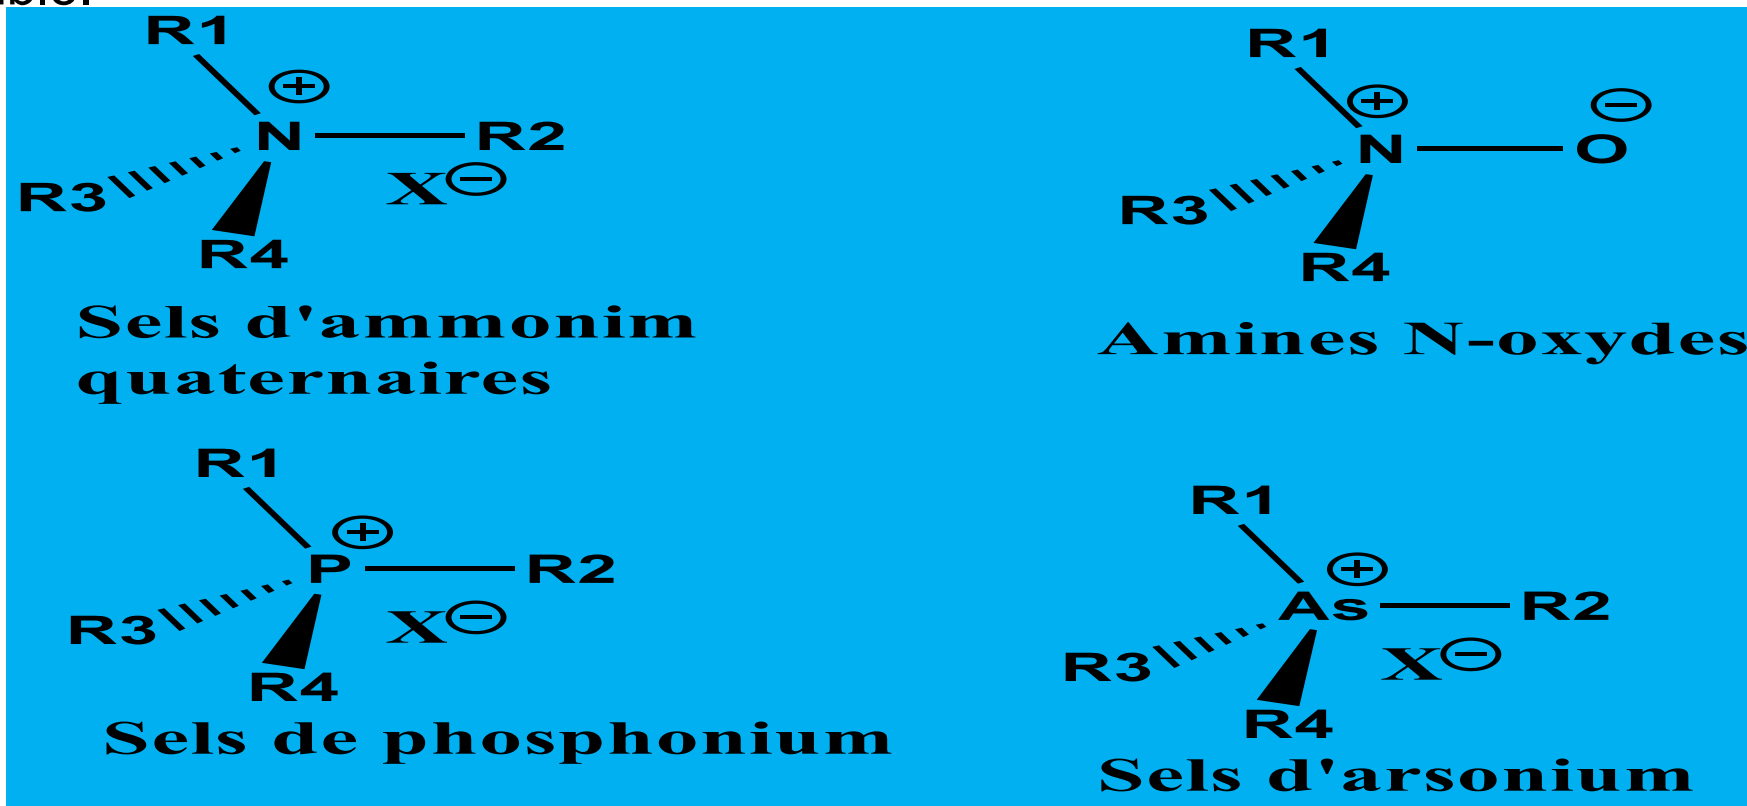 R1
N
⊕
R2
R3
X⊖
R4
Sels d'ammonim
quaternaires
R1
⊕
⊖
N
O
R3
R4
Amines N-oxydes
R1
⊕
P
R2
R3
X⊖
R4
Sels de phosphonium
R1
⊕
As
R2
R3
X⊖
R4
Sels d'arsonium